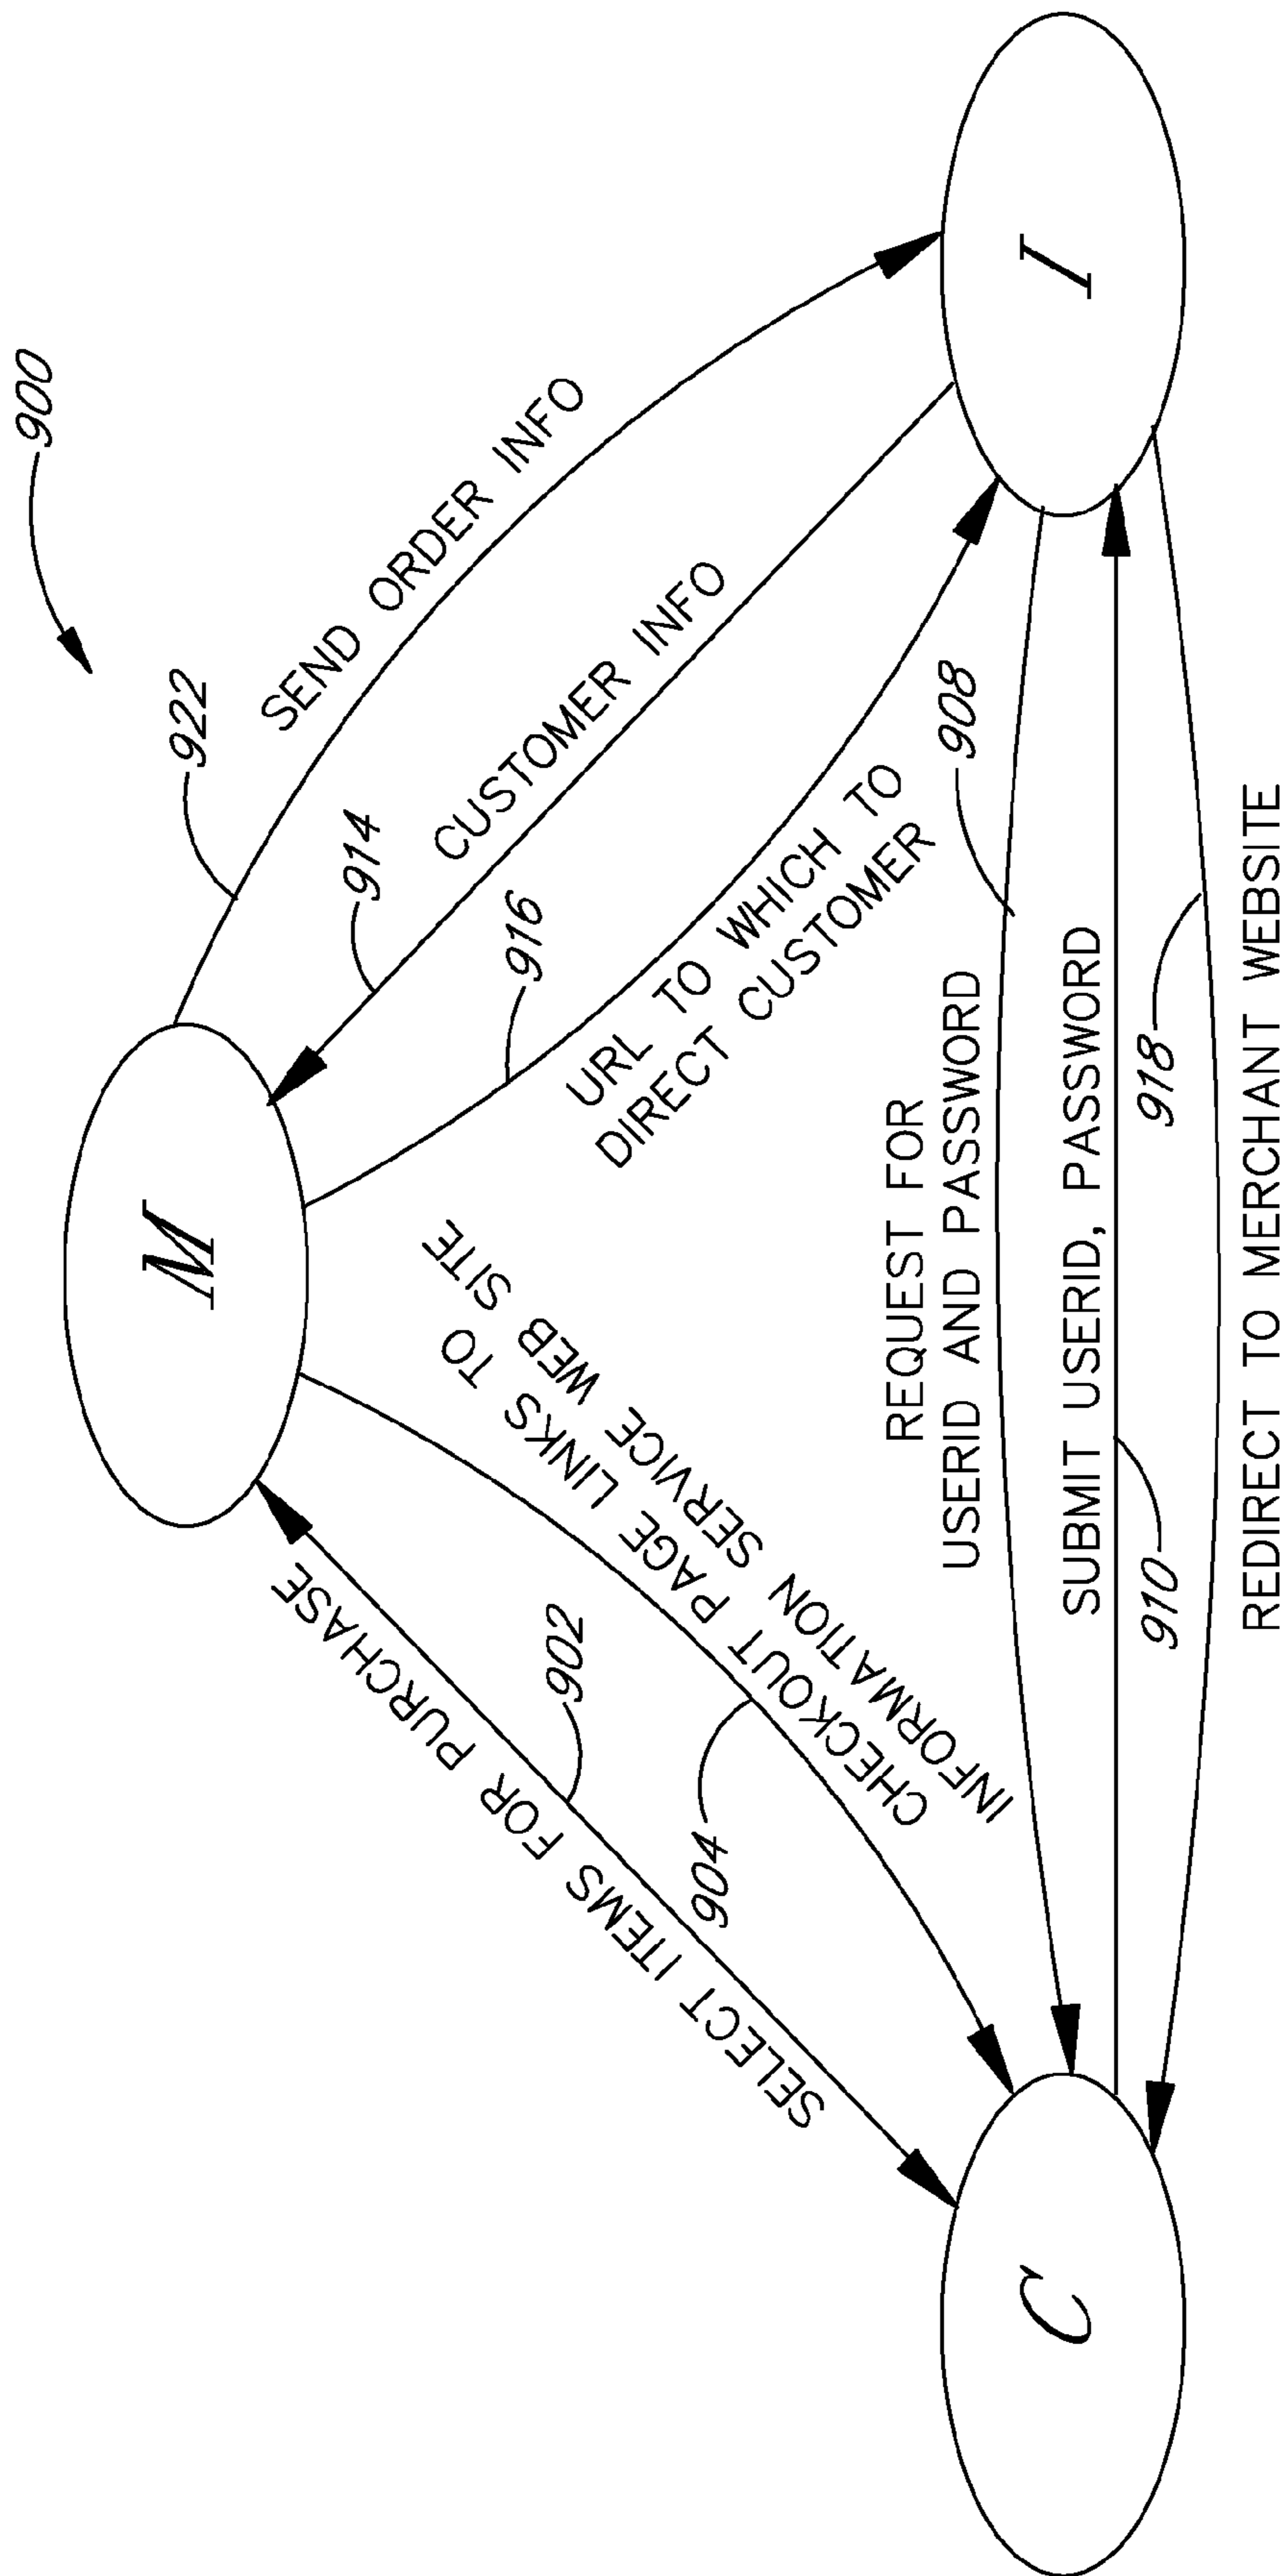 900
M
922
SEND ORDER INFO
914
CUSTOMER INFO
916
URL TO WHICH TO
DIRECT CUSTOMER
SELECT ITEMS FOR PURCHASE
902
904
CHECKOUT PAGE LINKS TO
INFORMATION SERVICE WEB SITE
REQUEST FOR
USERID AND PASSWORD
908
SUBMIT USERID, PASSWORD
910
918
REDIRECT TO MERCHANT WEBSITE
C
I